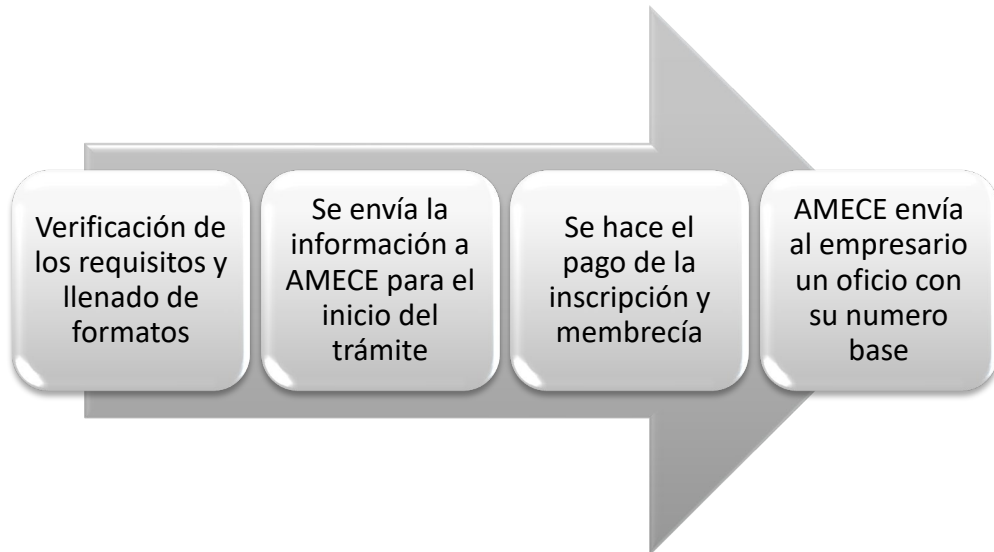 Verificación de
los requisitos y
llenado de
formatos
Se envía la
información a
AMECE para el
inicio del
trámite
Se hace el
pago de la
inscripción y
membrecía
AMECE envía
al empresario
un oficio con
su numero
base